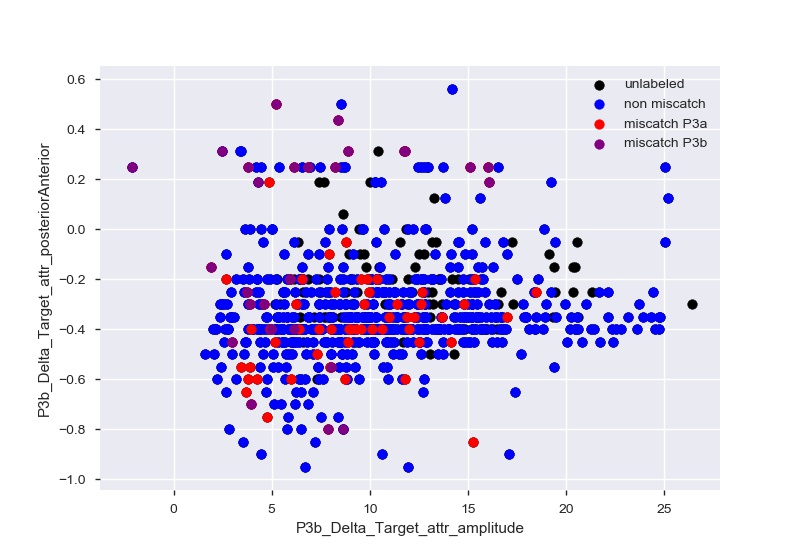 0.6
0.4
0.2
0.0
−0.2
−0.4
−0.6
−0.8
−1.0
P3b_Delta_Target_attr_posteriorAnterior
unlabeled
non miscatch
miscatch P3a
miscatch P3b
0 5 10 15 20 25
P3b_Delta_Target_attr_amplitude